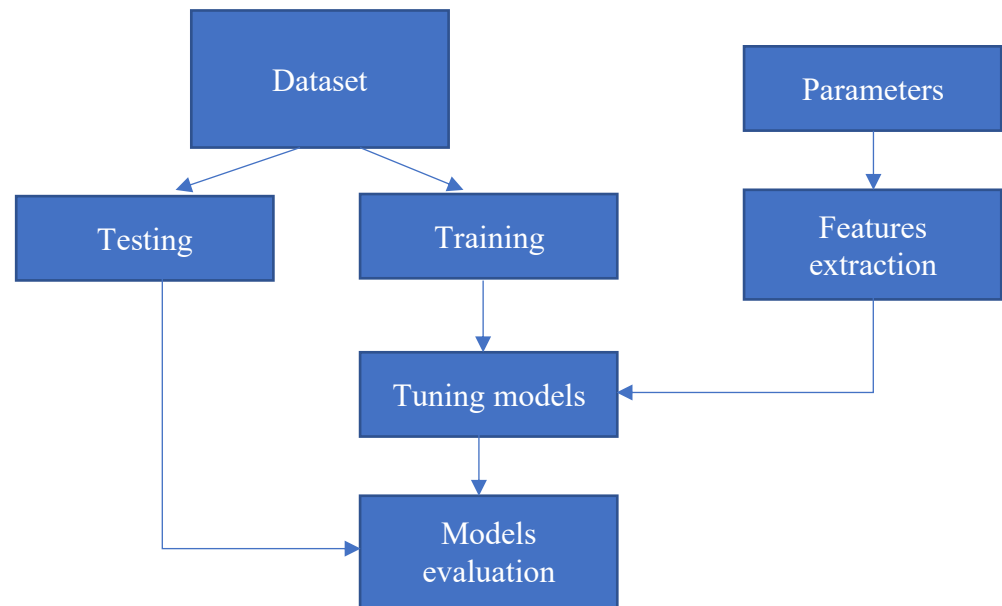 Dataset
Parameters
Testing
Training
Features
extraction
Tuning models
Models
evaluation